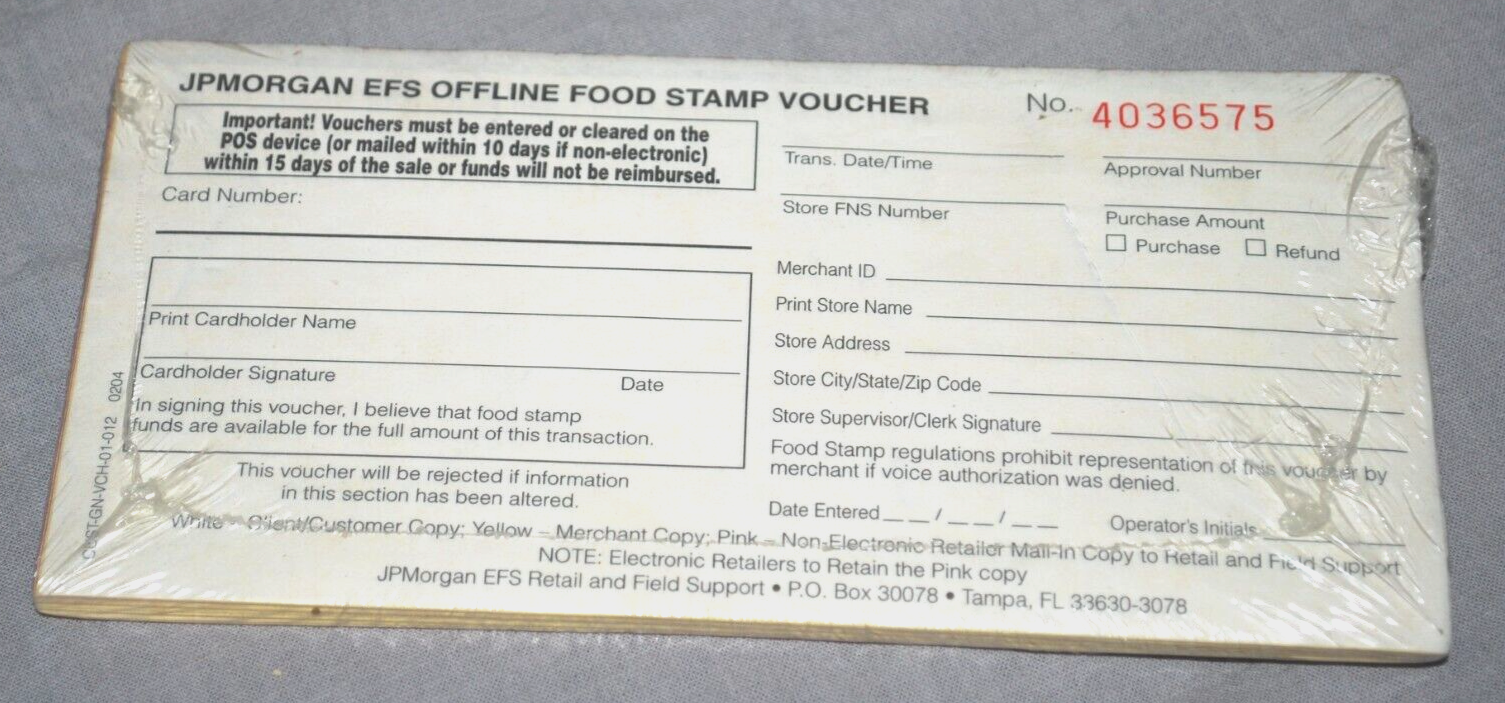 JPMORGAN EFS OFFLINE FOOD STAMP VOUCHER
No. 4036575
Important! Vouchers must be entered or cleared on the
POS device (or mailed within 10 days if non-electronic)
within 15 days of the sale or funds will not be reimbursed.
Card Number:
Print Cardholder Name
Cardholder Signature Date
In signing this voucher, I believe that food stamp
funds are available for the full amount of this transaction.
This voucher will be rejected if information
in this section has been altered.
Trans. Date/Time
Approval Number
Store FNS Number
Purchase Amount
☐ Purchase ☐ Refund
Merchant ID
Print Store Name
Store Address
Store City/State/Zip Code
Store Supervisor/Clerk Signature
Food Stamp regulations prohibit representation of this voucher by
merchant if voice authorization was denied.
Date Entered __ / __ / __ Operator's Initials
White – Client/Customer Copy; Yellow – Merchant Copy; Pink – Non-Electronic Retailer Mail-In Copy to Retail and Field Support
NOTE: Electronic Retailers to Retain the Pink copy
JPMorgan EFS Retail and Field Support • P.O. Box 30078 • Tampa, FL 33630-3078
-GN-VCH-01-012 0204